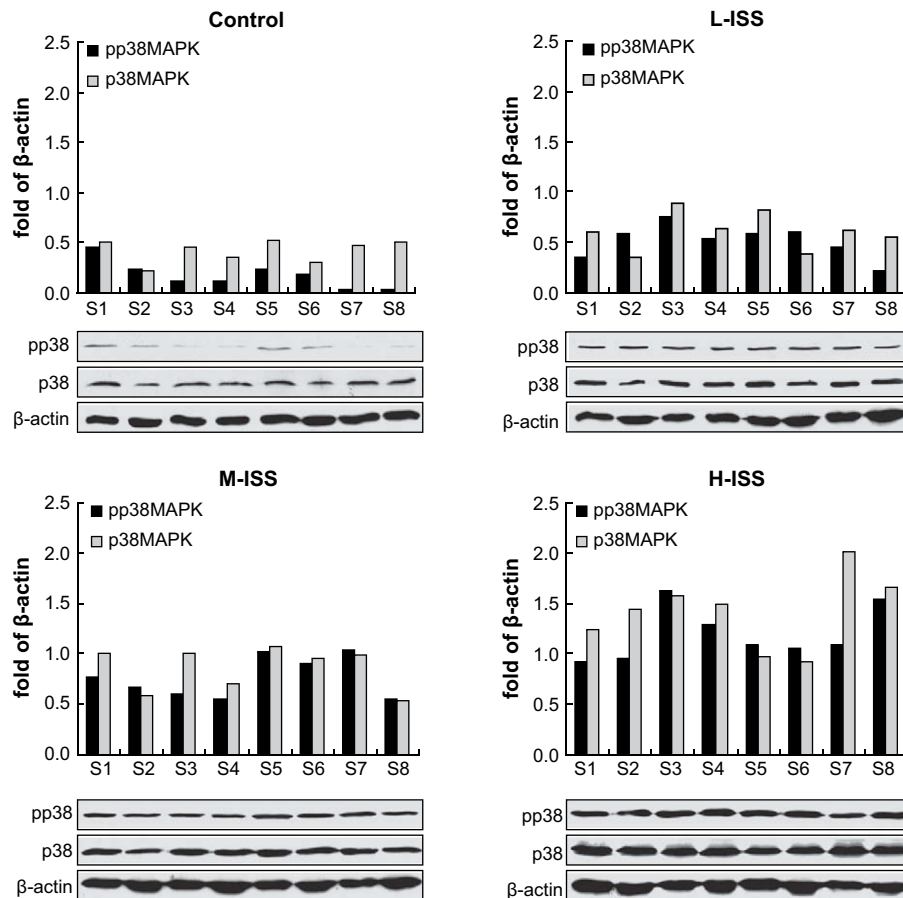 Control
fold of β-actin
2.5
2.0
1.5
1.0
0.5
0.0
pp38MAPK
p38MAPK
S1 S2 S3 S4 S5 S6 S7 S8
pp38
p38
β-actin
L-ISS
fold of β-actin
2.5
2.0
1.5
1.0
0.5
0.0
pp38MAPK
p38MAPK
S1 S2 S3 S4 S5 S6 S7 S8
pp38
p38
β-actin
M-ISS
fold of β-actin
2.5
2.0
1.5
1.0
0.5
0.0
pp38MAPK
p38MAPK
S1 S2 S3 S4 S5 S6 S7 S8
pp38
p38
β-actin
H-ISS
fold of β-actin
2.5
2.0
1.5
1.0
0.5
0.0
pp38MAPK
p38MAPK
S1 S2 S3 S4 S5 S6 S7 S8
pp38
p38
β-actin